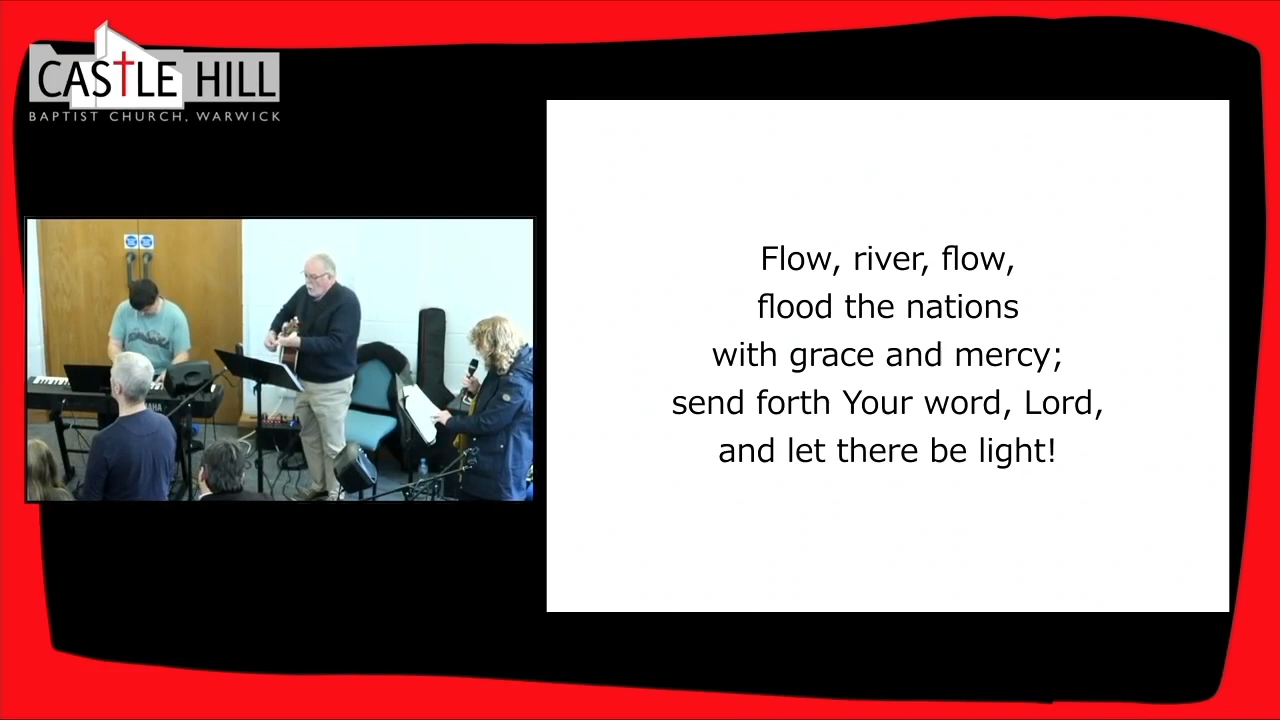 CASTLE HILL
BAPTIST CHURCH, WARWICK
Flow, river, flow,
flood the nations
with grace and mercy;
send forth Your word, Lord,
and let there be light!
YAMAHA